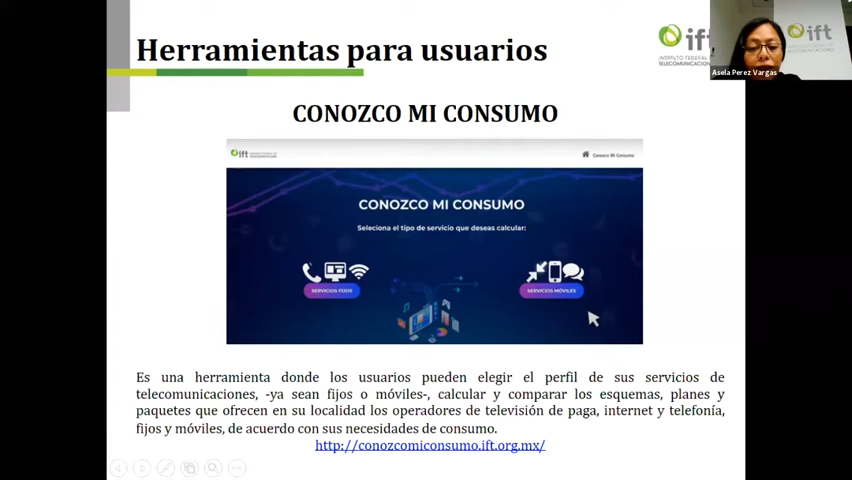 Herramientas para usuarios
ift
INSTITUTO FEDERAL DE
TELECOMUNICACIONES
ift
Asela Perez Vargas
CONOZCO MI CONSUMO
ift
Conozco Mi Consumo
CONOZCO MI CONSUMO
Selecciona el tipo de servicio que deseas calcular:
SERVICIOS FIJOS
SERVICIOS MÓVILES
Es una herramienta donde los usuarios pueden elegir el perfil de sus servicios de
telecomunicaciones, -ya sean fijos o móviles-, calcular y comparar los esquemas, planes y
paquetes que ofrecen en su localidad los operadores de televisión de paga, internet y telefonía,
fijos y móviles, de acuerdo con sus necesidades de consumo.
http://conozcomiconsumo.ift.org.mx/